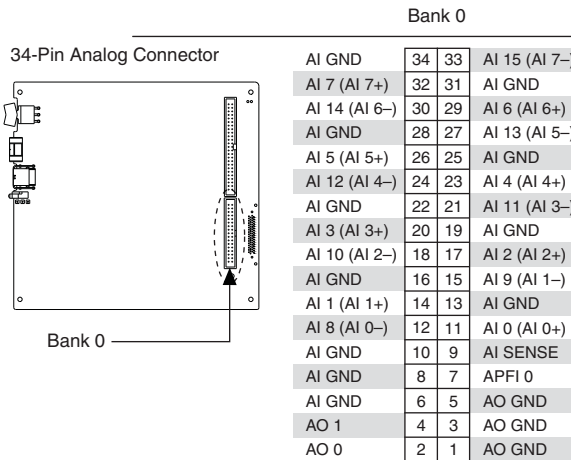 Bank 0
34-Pin Analog Connector
AI GND 34 33 AI 15 (AI 7–)
AI 7 (AI 7+) 32 31 AI GND
AI 14 (AI 6–) 30 29 AI 6 (AI 6+)
AI GND 28 27 AI 13 (AI 5–)
AI 5 (AI 5+) 26 25 AI GND
AI 12 (AI 4–) 24 23 AI 4 (AI 4+)
AI GND 22 21 AI 11 (AI 3–)
AI 3 (AI 3+) 20 19 AI GND
AI 10 (AI 2–) 18 17 AI 2 (AI 2+)
AI GND 16 15 AI 9 (AI 1–)
AI 1 (AI 1+) 14 13 AI GND
AI 8 (AI 0–) 12 11 AI 0 (AI 0+)
AI GND 10 9 AI SENSE
AI GND 8 7 APFI 0
AI GND 6 5 AO GND
AO 1 4 3 AO GND
AO 0 2 1 AO GND
Bank 0